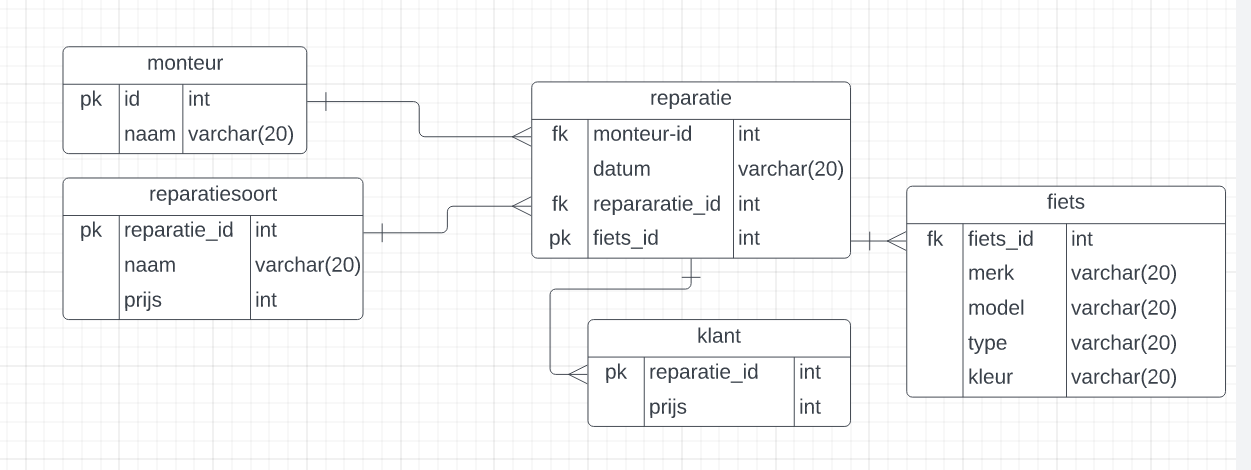 monteur
pk id int
naam varchar(20)
reparatiesoort
pk reparatie_id int
naam varchar(20)
prijs int
reparatie
fk monteur-id int
datum varchar(20)
fk repararatie_id int
pk fiets_id int
klant
pk reparatie_id int
prijs int
fiets
fk fiets_id int
merk varchar(20)
model varchar(20)
type varchar(20)
kleur varchar(20)